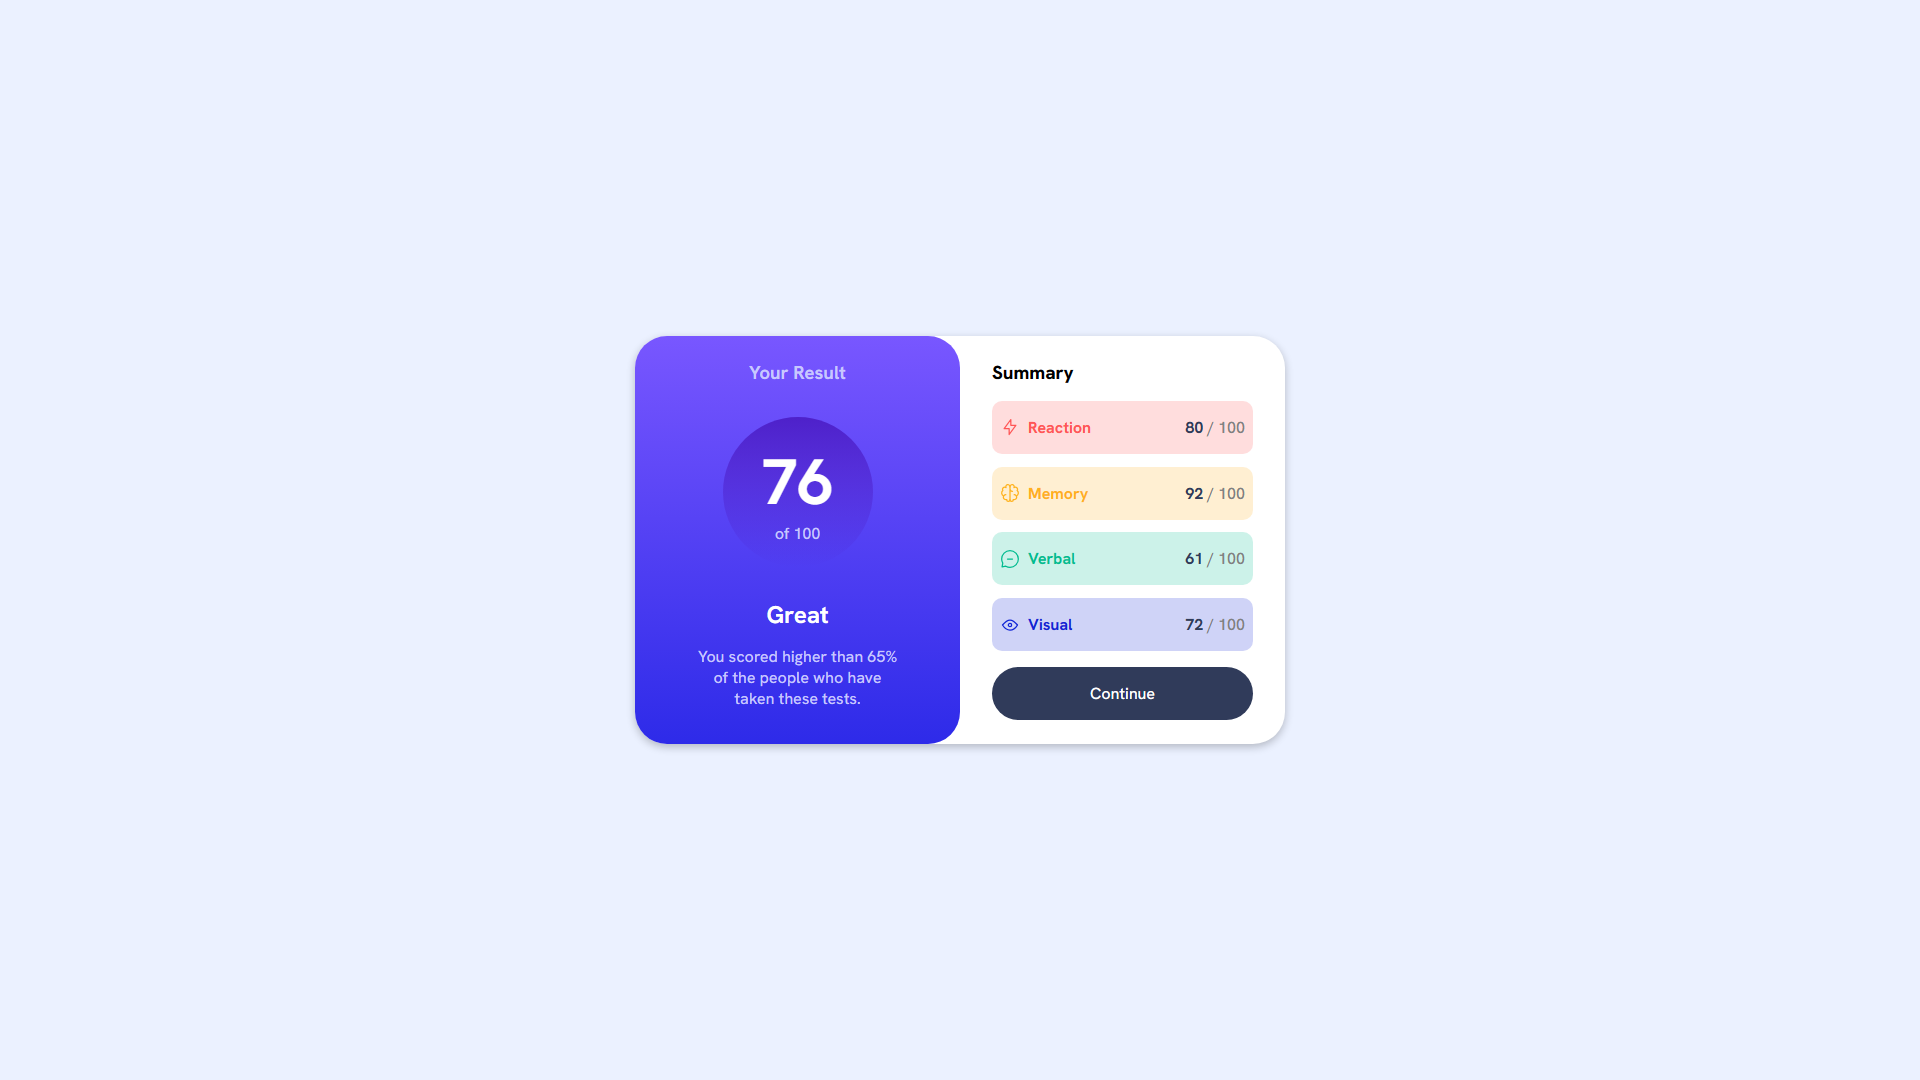 Your Result
76
of 100
Great
You scored higher than 65%
of the people who have
taken these tests.
Summary
Reaction 80 / 100
Memory 92 / 100
Verbal 61 / 100
Visual 72 / 100
Continue